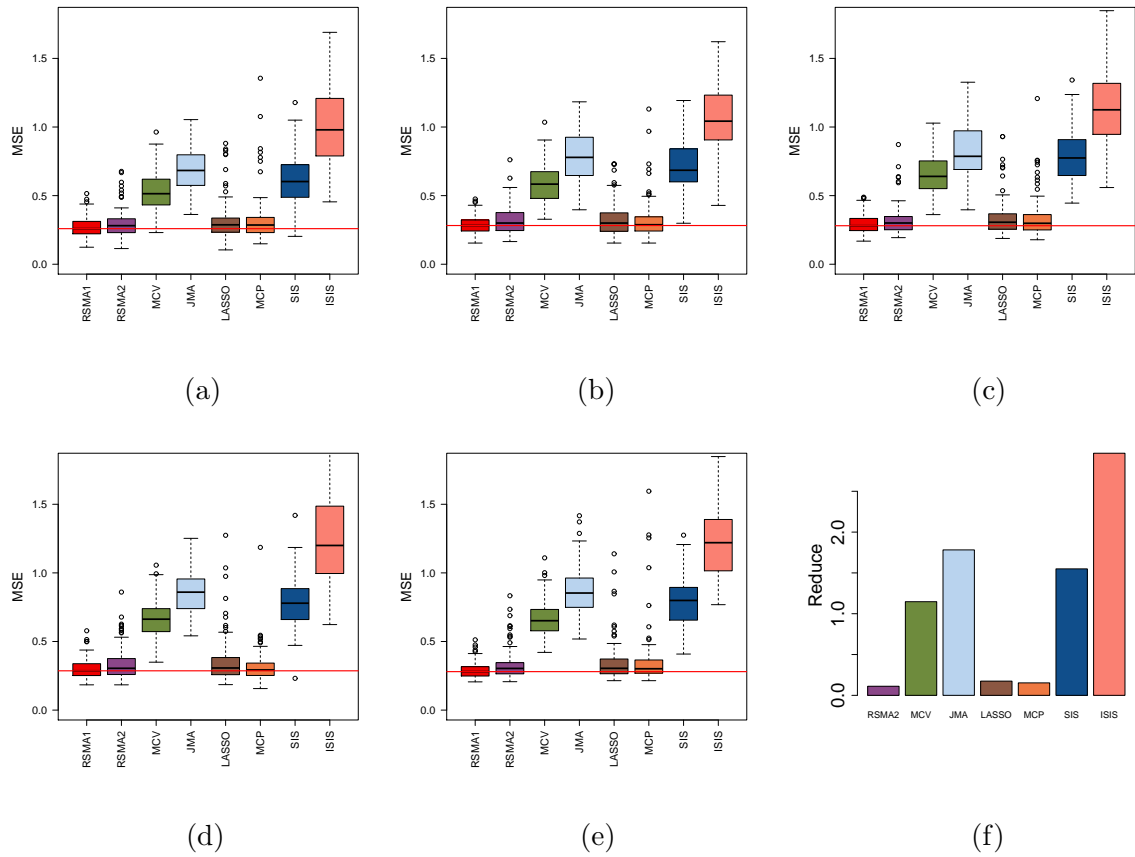 MSE
1.5
1.0
0.5
0.0
RSMA1
RSMA2
MCV
JMA
LASSO
MCP
SIS
ISIS
(a)
MSE
1.5
1.0
0.5
0.0
RSMA1
RSMA2
MCV
JMA
LASSO
MCP
SIS
ISIS
(b)
MSE
1.5
1.0
0.5
0.0
RSMA1
RSMA2
MCV
JMA
LASSO
MCP
SIS
ISIS
(c)
MSE
1.5
1.0
0.5
0.0
RSMA1
RSMA2
MCV
JMA
LASSO
MCP
SIS
ISIS
(d)
MSE
1.5
1.0
0.5
0.0
RSMA1
RSMA2
MCV
JMA
LASSO
MCP
SIS
ISIS
(e)
Reduce
2.0
1.0
0.0
RSMA2 MCV JMA LASSO MCP SIS ISIS
(f)